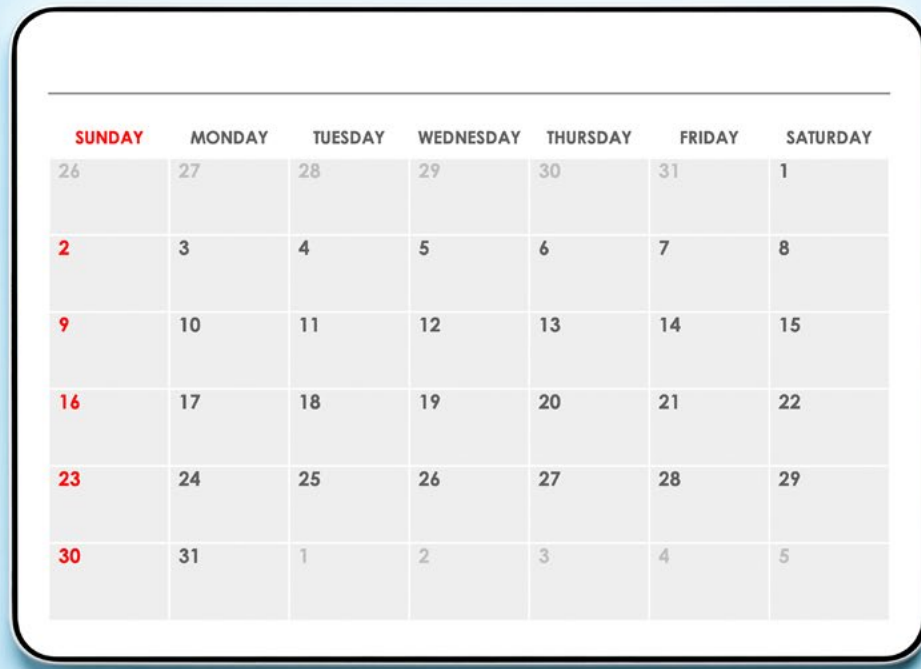 SUNDAY MONDAY TUESDAY WEDNESDAY THURSDAY FRIDAY SATURDAY
26 27 28 29 30 31 1
2 3 4 5 6 7 8
9 10 11 12 13 14 15
16 17 18 19 20 21 22
23 24 25 26 27 28 29
30 31 1 2 3 4 5